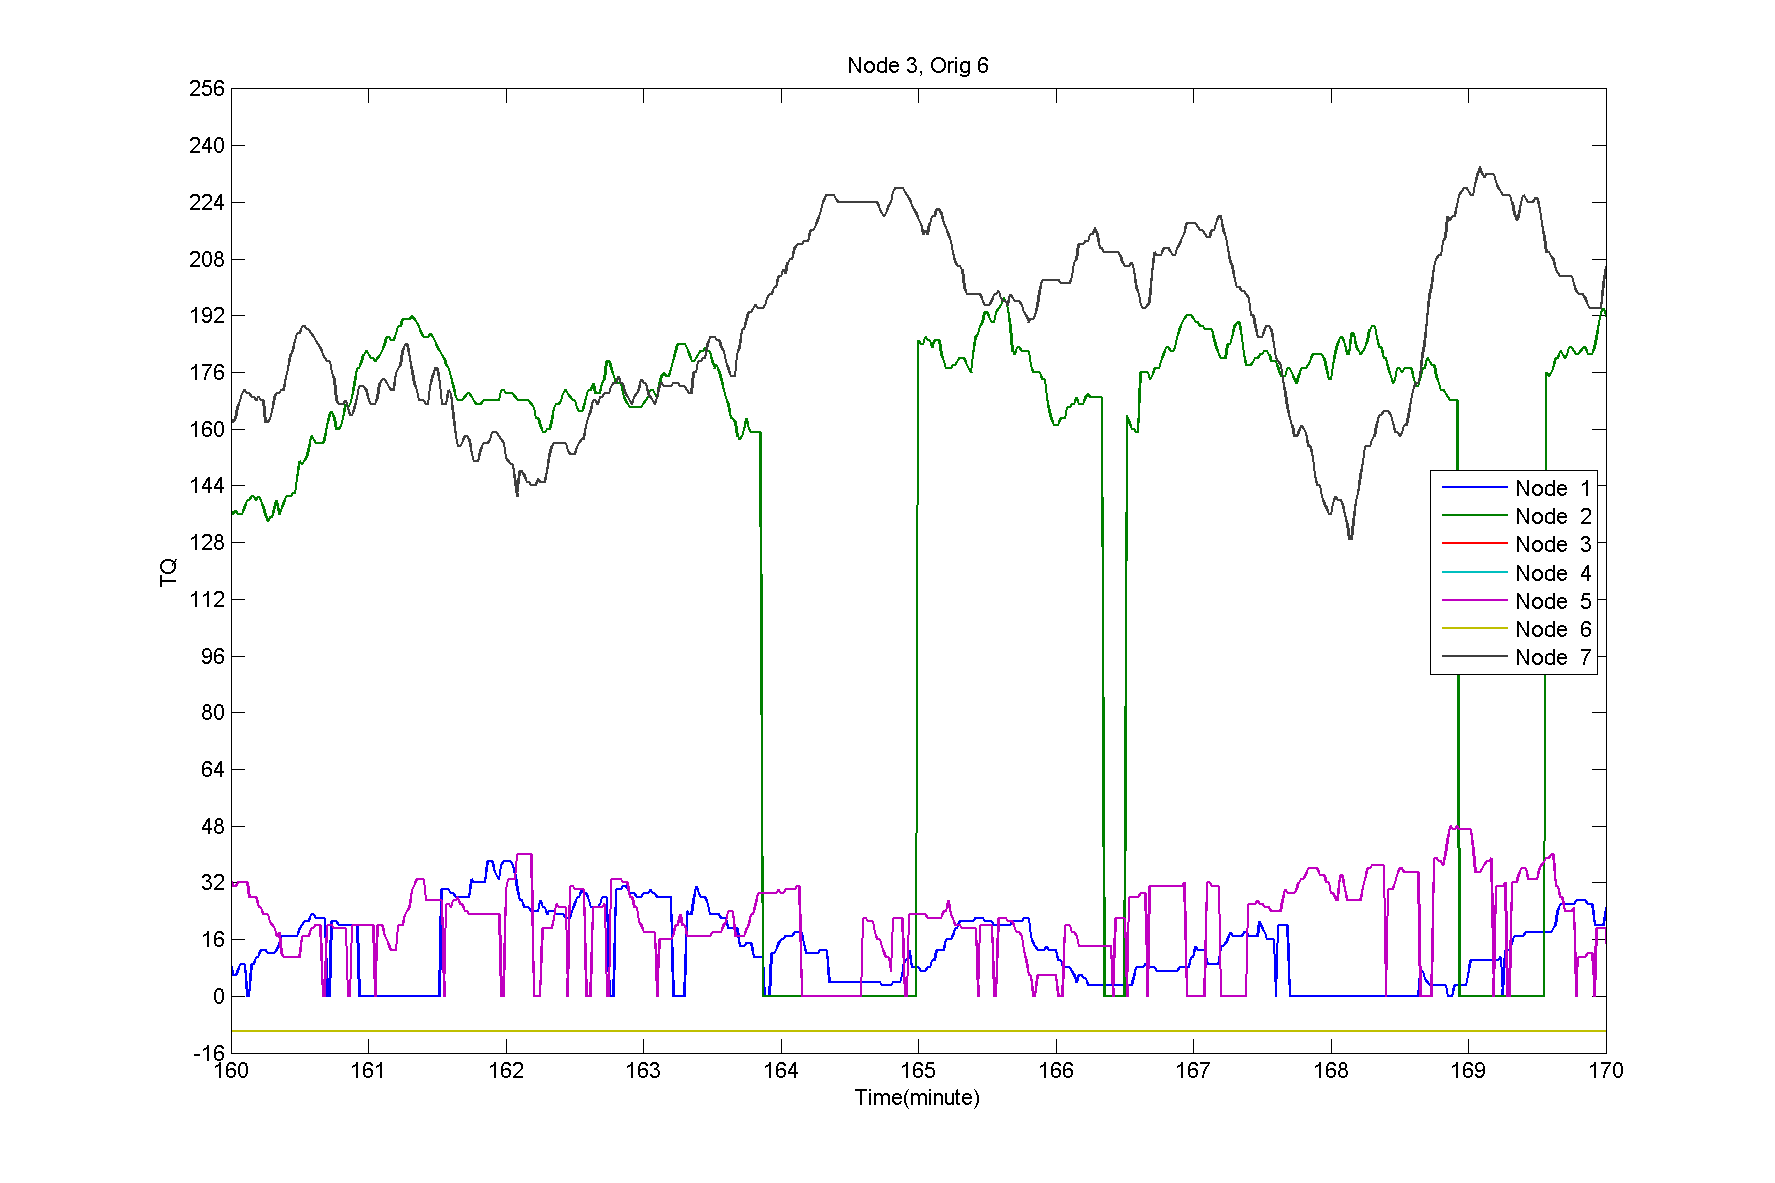 Node 3, Orig 6
256
240
224
208
192
176
160
144
128
112
96
80
64
48
32
16
0
-16
TQ
Node 1
Node 2
Node 3
Node 4
Node 5
Node 6
Node 7
160 161 162 163 164 165 166 167 168 169 170
Time(minute)